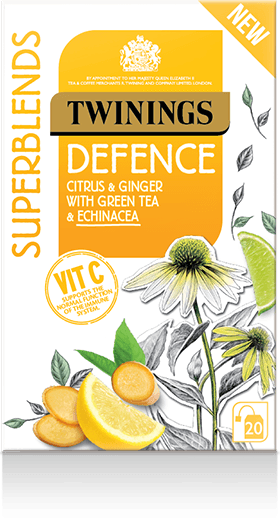 NEW
SUPERBLENDS
BY APPOINTMENT TO HER MAJESTY QUEEN ELIZABETH II
TEA & COFFEE MERCHANTS R. TWINING AND COMPANY LIMITED LONDON
TWININGS
DEFENCE
CITRUS & GINGER
WITH GREEN TEA
& ECHINACEA
VIT C
SUPPORTS THE
NORMAL FUNCTION
OF THE IMMUNE
SYSTEM.
20